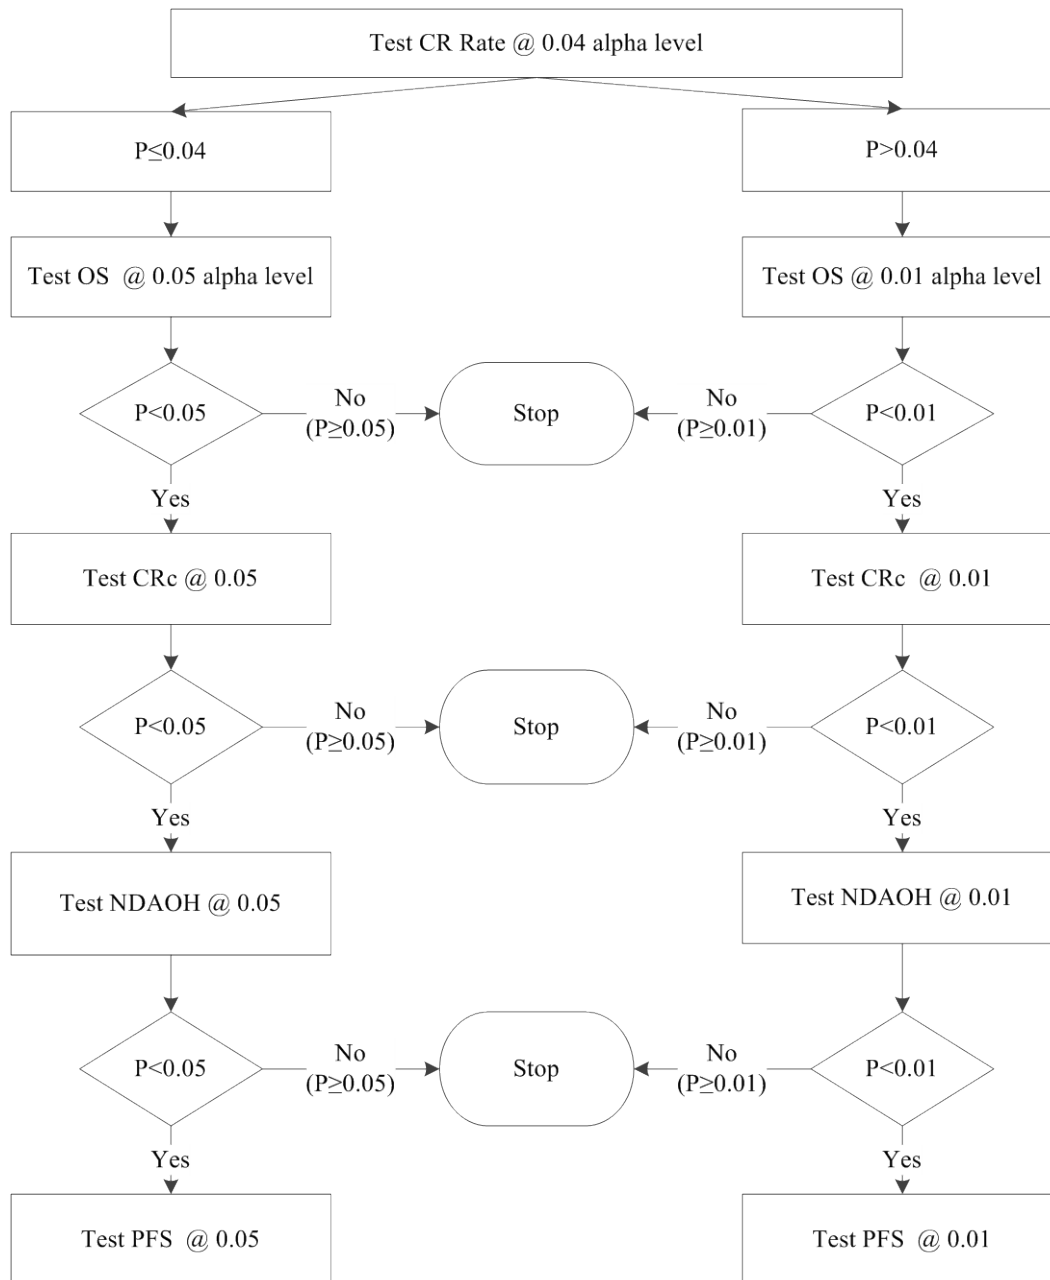 Test CR Rate @ 0.04 alpha level
P≤0.04
P>0.04
Test OS @ 0.05 alpha level
Test OS @ 0.01 alpha level
P<0.05
No
(P≥0.05)
Stop
No
(P≥0.01)
P<0.01
Yes
Yes
Test CRc @ 0.05
Test CRc @ 0.01
P<0.05
No
(P≥0.05)
Stop
No
(P≥0.01)
P<0.01
Yes
Yes
Test NDAOH @ 0.05
Test NDAOH @ 0.01
P<0.05
No
(P≥0.05)
Stop
No
(P≥0.01)
P<0.01
Yes
Yes
Test PFS @ 0.05
Test PFS @ 0.01